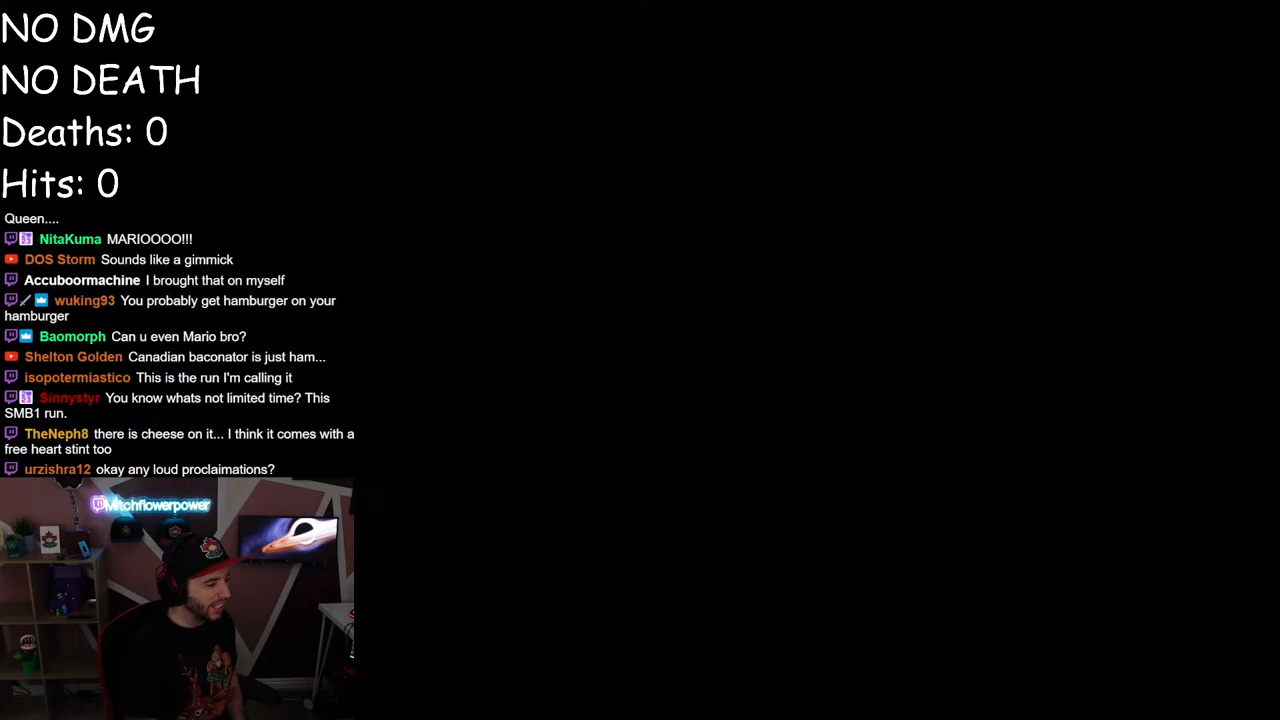 NO DMG
NO DEATH
Deaths: 0
Hits: 0
Queen....
NitaKuma MARIOOOO!!!
DOS Storm Sounds like a gimmick
Accuboormachine I brought that on myself
wuking93 You probably get hamburger on your
hamburger
Baomorph Can u even Mario bro?
Shelton Golden Canadian baconator is just ham...
isopotermiastico This is the run I'm calling it
Sinnystyr You know whats not limited time? This
SMB1 run.
TheNeph8 there is cheese on it... I think it comes with a
free heart stint too
urzishra12 okay any loud proclaimations?
Mitchflowerpower